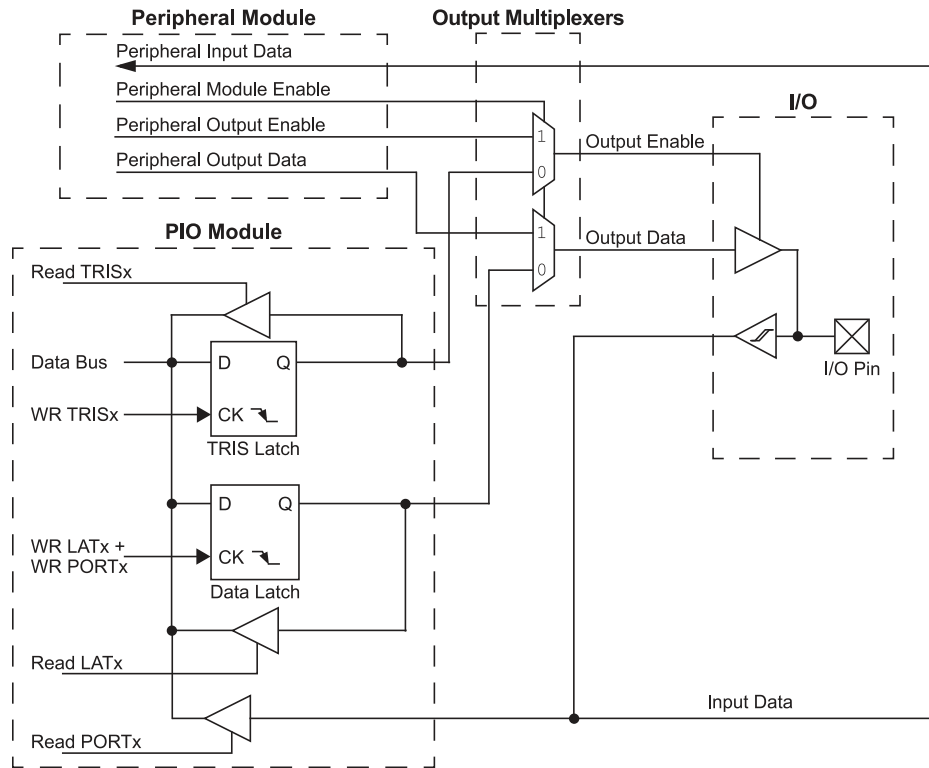 Peripheral Module
Output Multiplexers
Peripheral Input Data
Peripheral Module Enable
I/O
Peripheral Output Enable
1
Output Enable
Peripheral Output Data
0
PIO Module
1
Output Data
0
Read TRISx
Data Bus
D
Q
I/O Pin
WR TRISx
CK
TRIS Latch
D
Q
WR LATx +
WR PORTx
CK
Data Latch
Read LATx
Input Data
Read PORTx